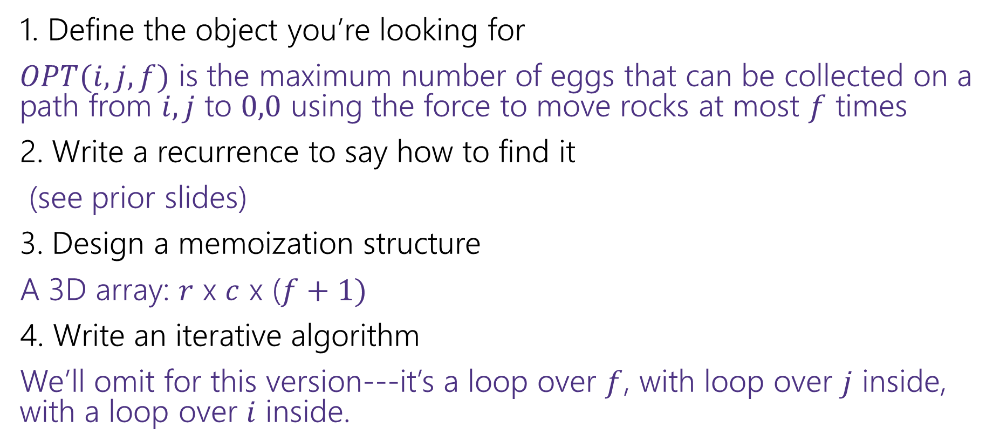 1. Define the object you’re looking for
𝑂𝑃𝑇(𝑖, 𝑗, 𝑓) is the maximum number of eggs that can be collected on a
path from 𝑖, 𝑗 to 0,0 using the force to move rocks at most 𝑓 times
2. Write a recurrence to say how to find it
(see prior slides)
3. Design a memoization structure
A 3D array: 𝑟 x 𝑐 x (𝑓 + 1)
4. Write an iterative algorithm
We’ll omit for this version---it’s a loop over 𝑓, with loop over 𝑗 inside,
with a loop over 𝑖 inside.